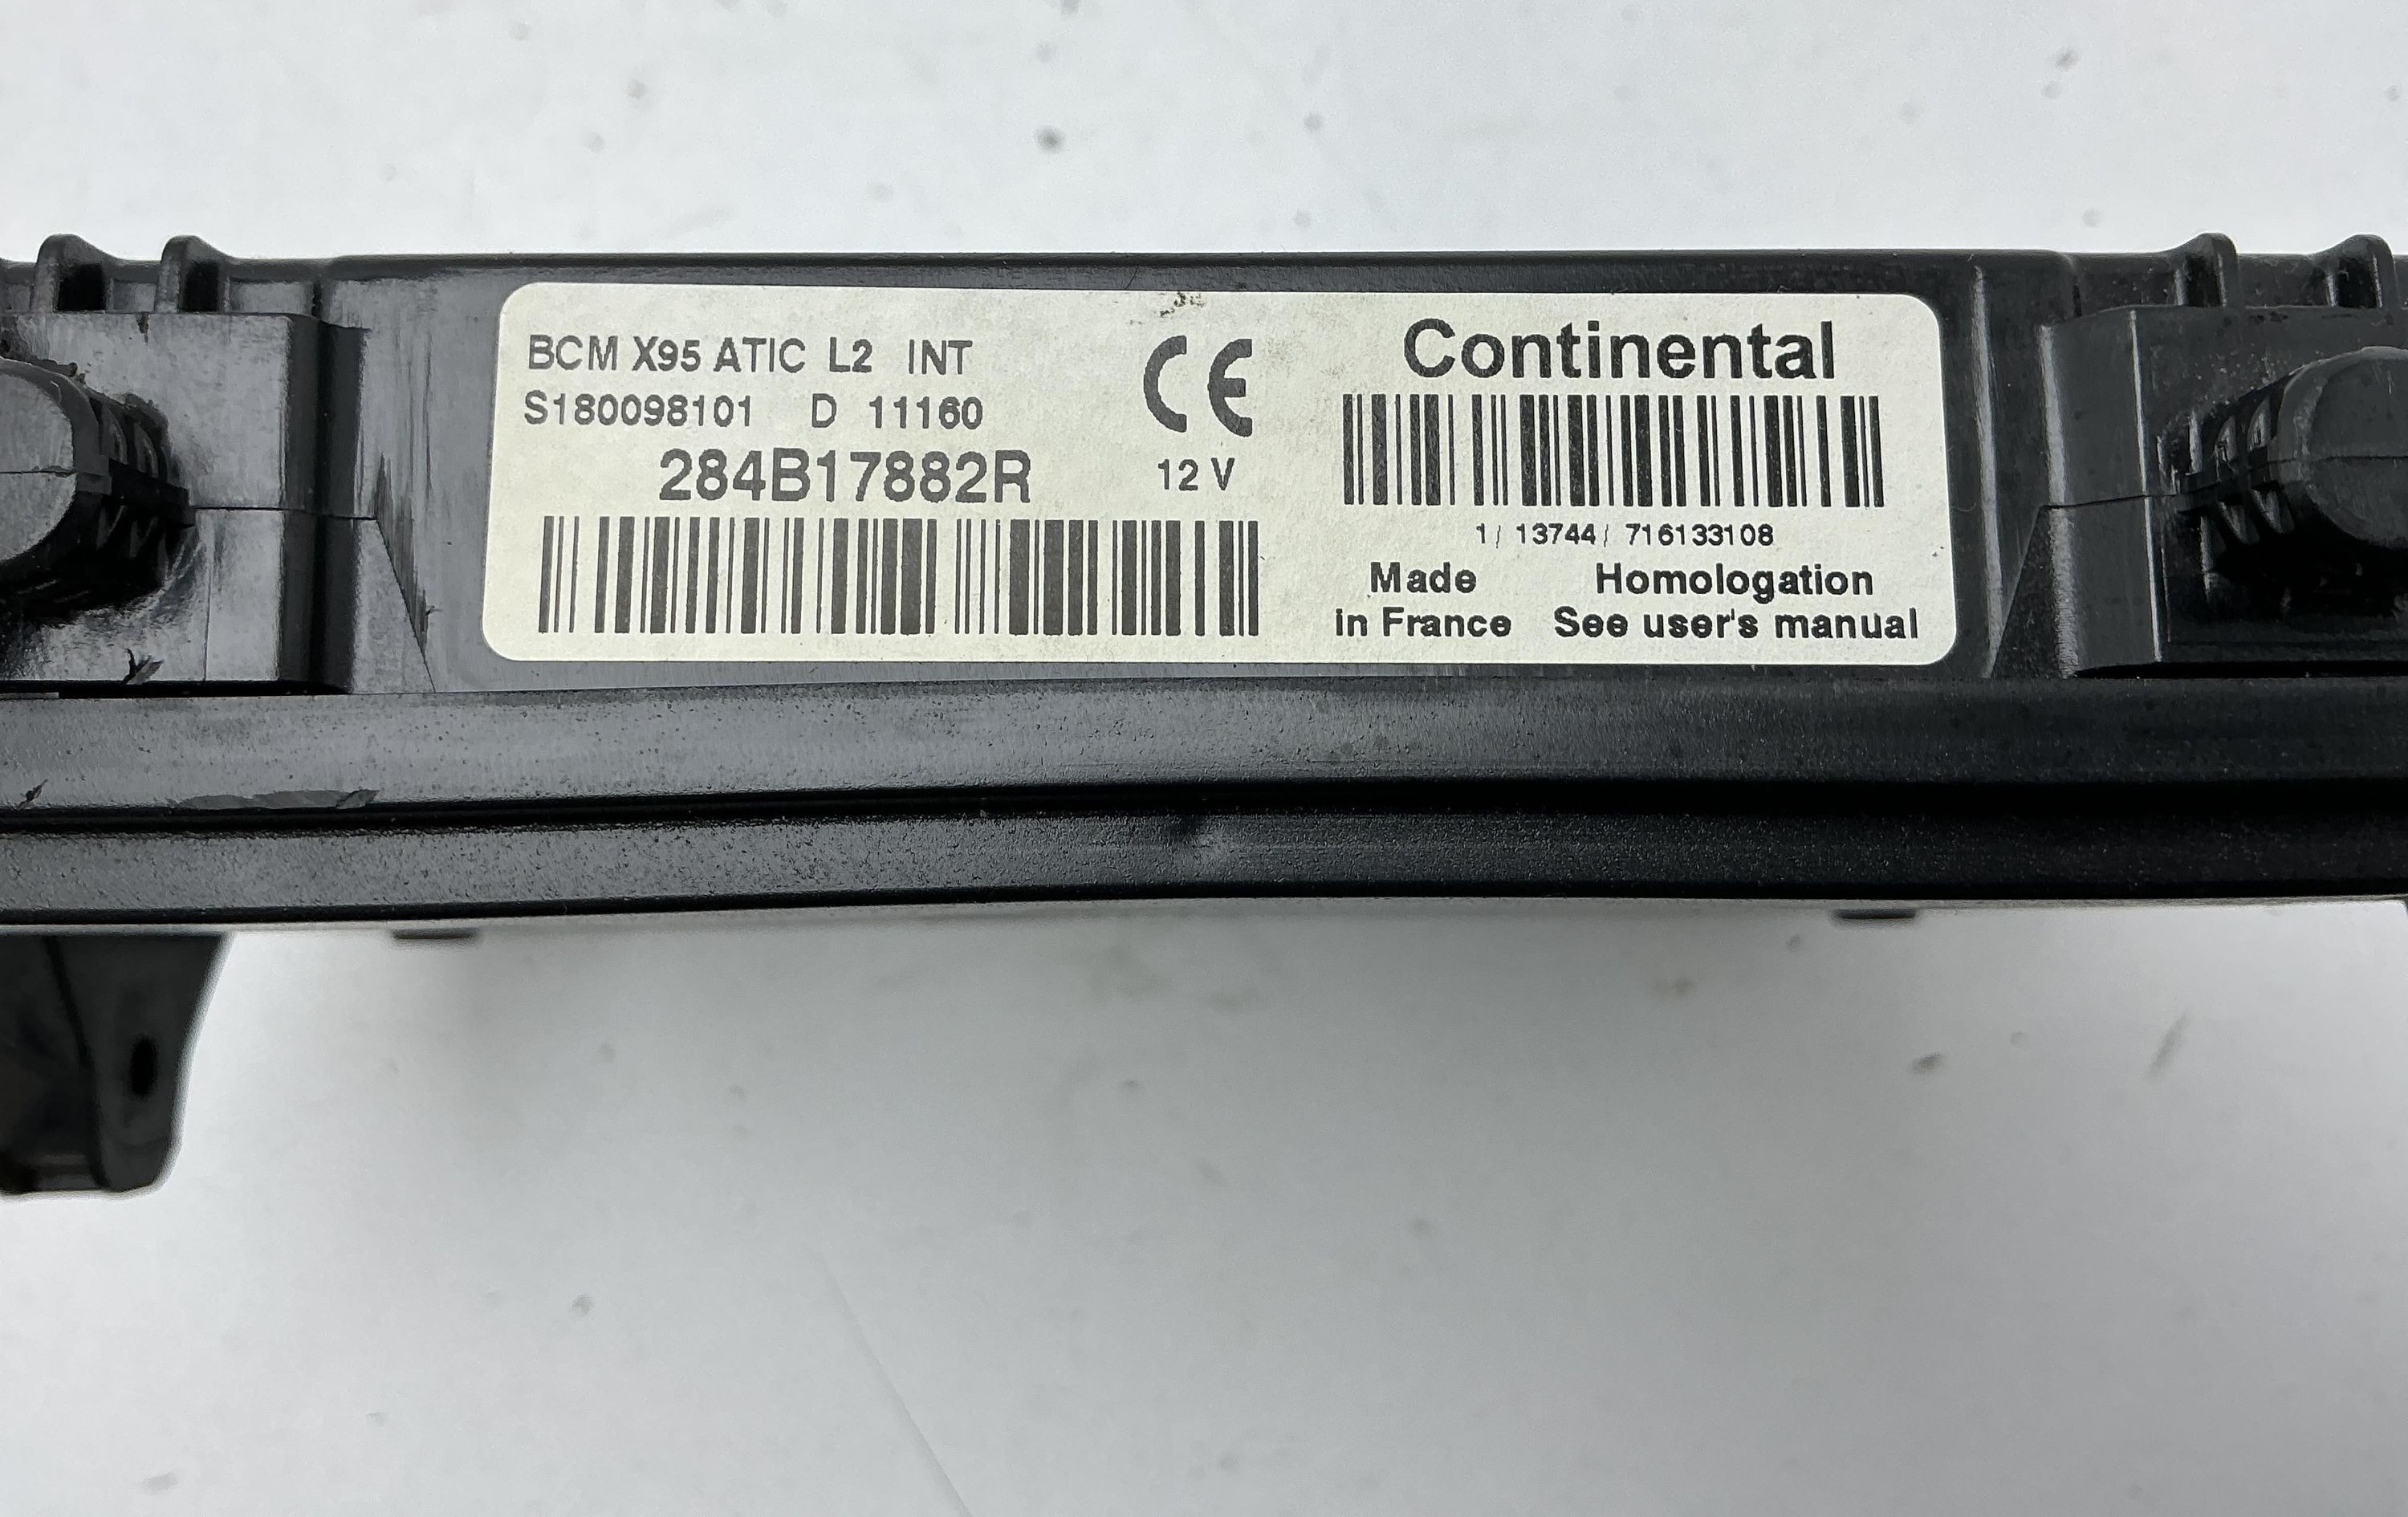 BCM X95 ATIC L2 INT
S180098101 D 11160
284B17882R
CE
12 V
Continental
1/ 13744/ 716133108
Made in France
Homologation
See user's manual